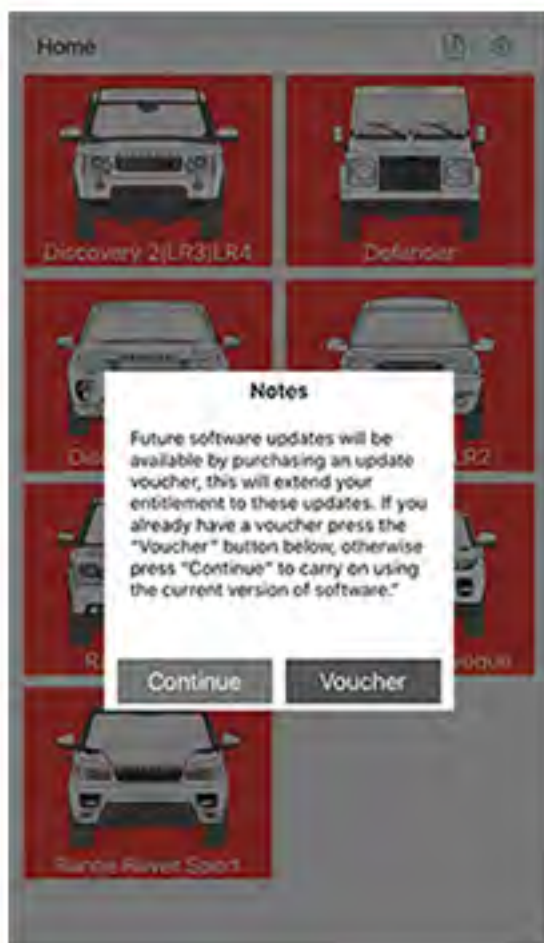 Home
Discovery 2|LR3|LR4
Defender
LR2
Notes
Future software updates will be
available by purchasing an update
voucher, this will extend your
entitlement to these updates. If you
already have a voucher press the
"Voucher" button below, otherwise
press "Continue" to carry on using
the current version of software."
Continue
Voucher
Range Rover Sport